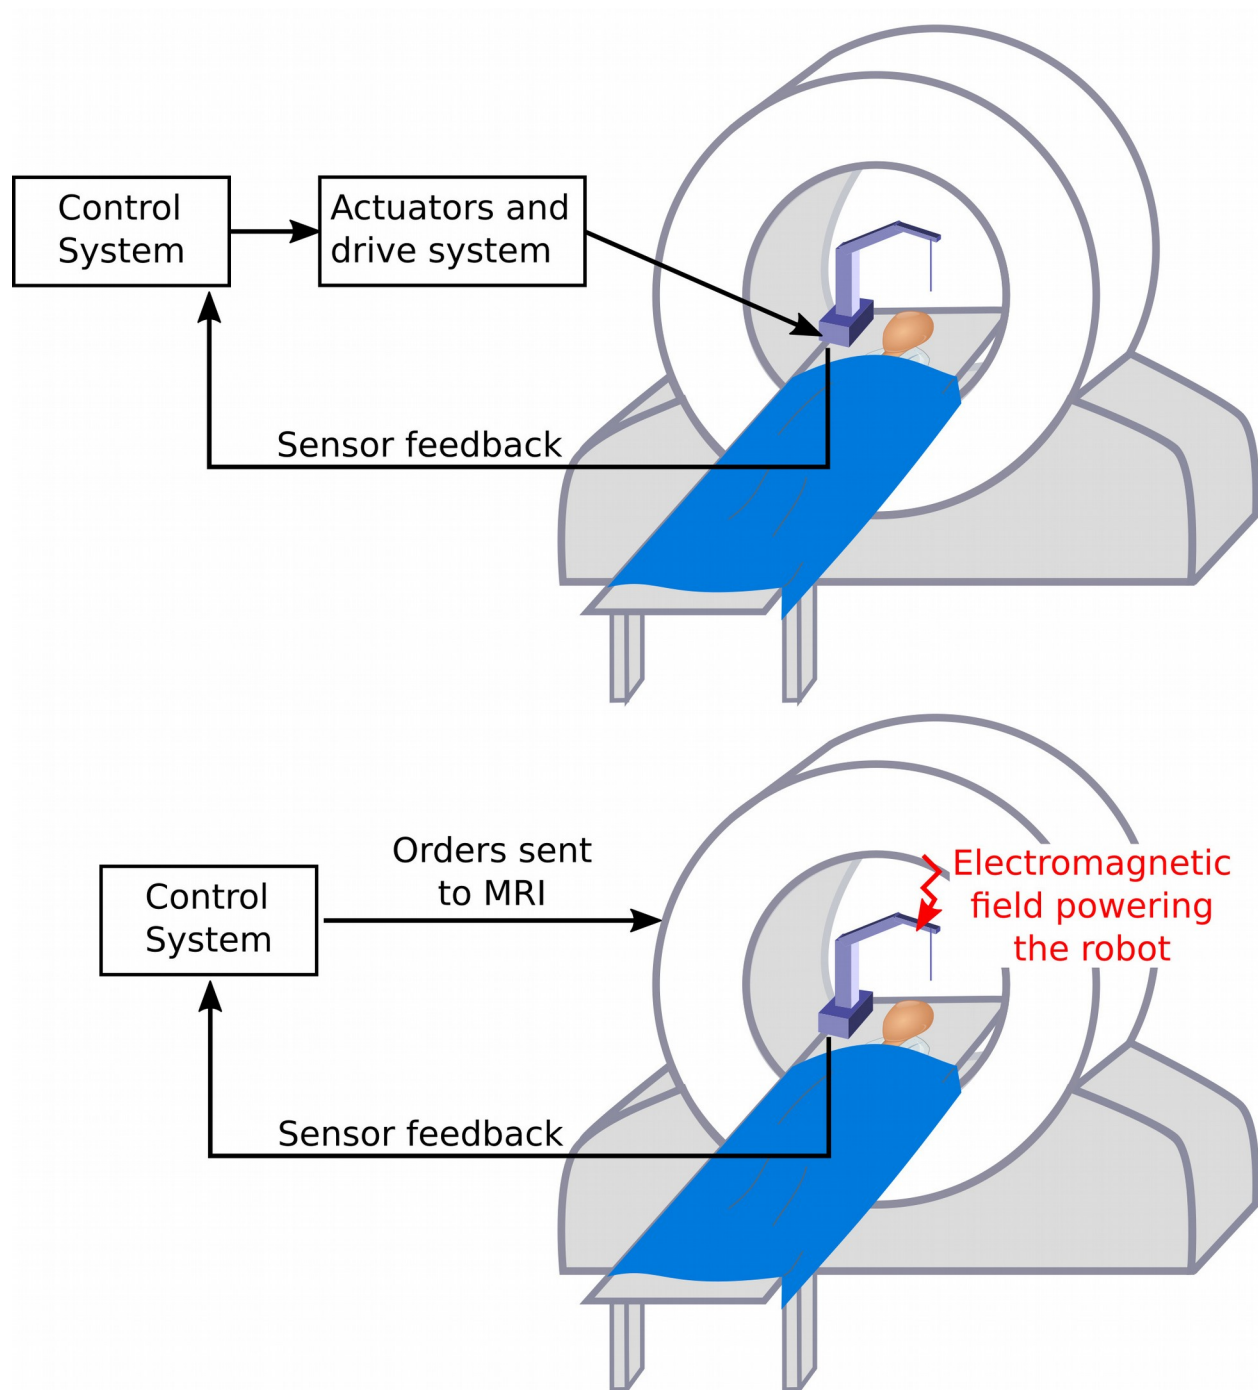 Control
System
Actuators and
drive system
Sensor feedback
Orders sent
to MRI
Control
System
Electromagnetic
field powering
the robot
Sensor feedback